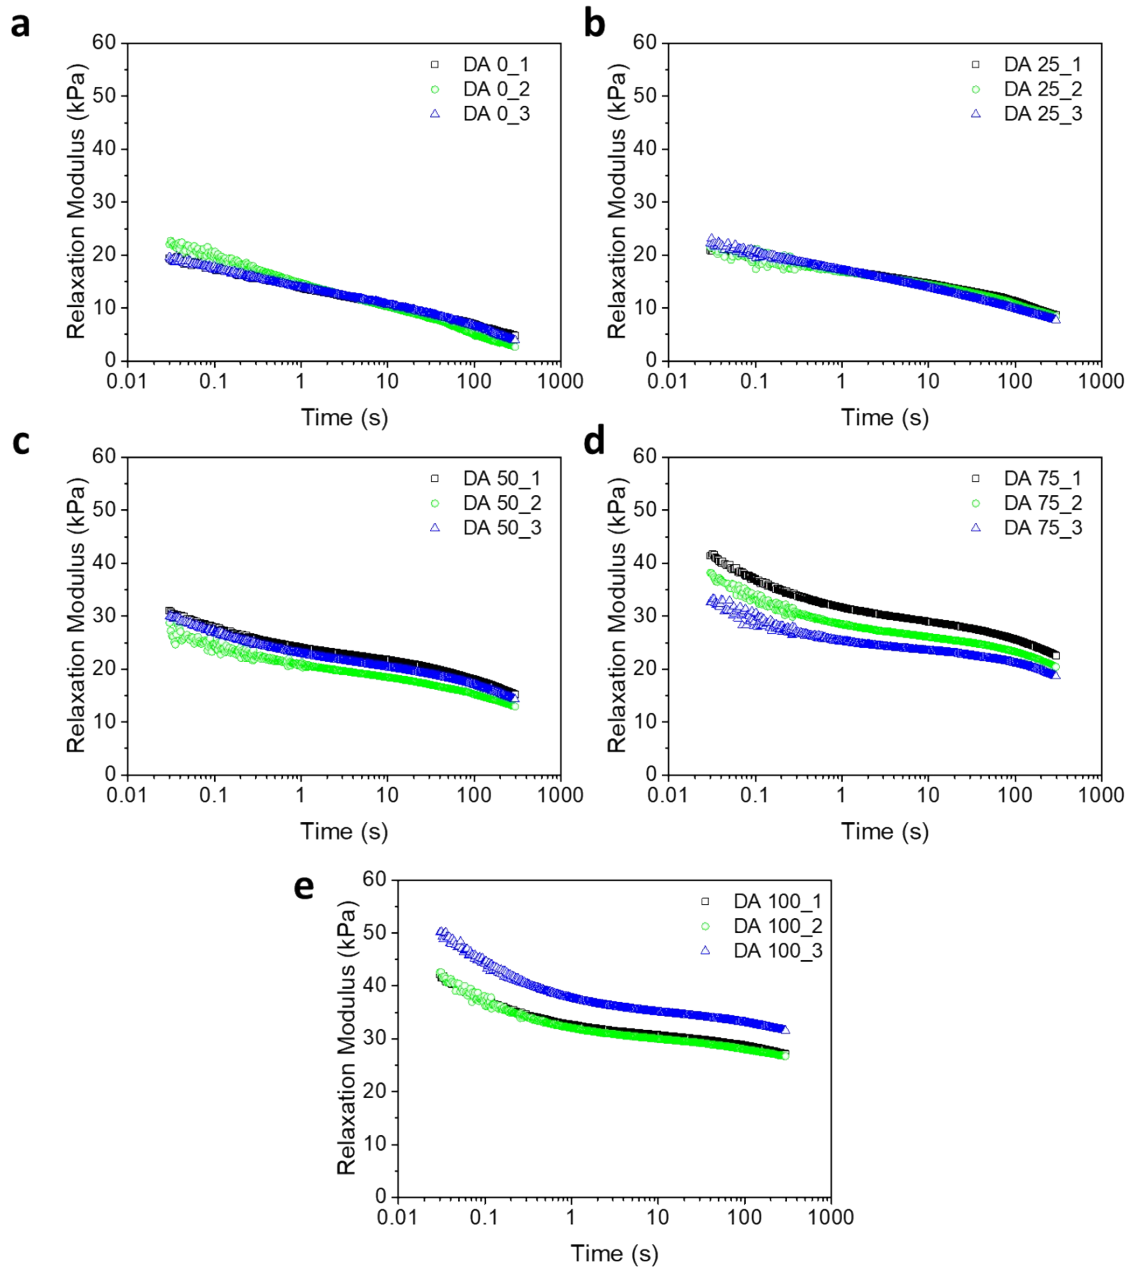 a
60
50
40
30
20
10
0
Relaxation Modulus (kPa)
DA 0_1
DA 0_2
DA 0_3
0.01 0.1 1 10 100 1000
Time (s)
b
60
50
40
30
20
10
0
Relaxation Modulus (kPa)
DA 25_1
DA 25_2
DA 25_3
0.01 0.1 1 10 100 1000
Time (s)
c
60
50
40
30
20
10
0
Relaxation Modulus (kPa)
DA 50_1
DA 50_2
DA 50_3
0.01 0.1 1 10 100 1000
Time (s)
d
60
50
40
30
20
10
0
Relaxation Modulus (kPa)
DA 75_1
DA 75_2
DA 75_3
0.01 0.1 1 10 100 1000
Time (s)
e
60
50
40
30
20
10
0
Relaxation Modulus (kPa)
DA 100_1
DA 100_2
DA 100_3
0.01 0.1 1 10 100 1000
Time (s)